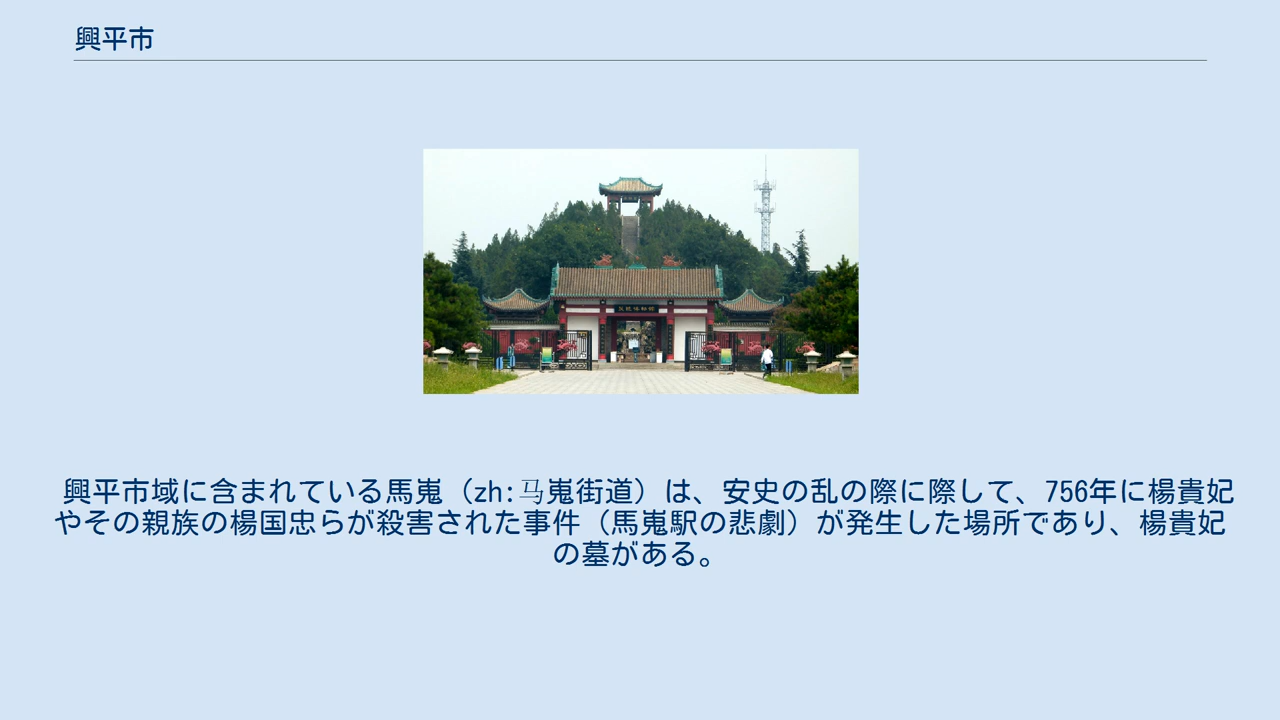 興平市
興平市域に含まれている馬嵬（zh:马嵬街道）は、安史の乱の際に際して、756年に楊貴妃
やその親族の楊国忠らが殺害された事件（馬嵬駅の悲劇）が発生した場所であり、楊貴妃
の墓がある。